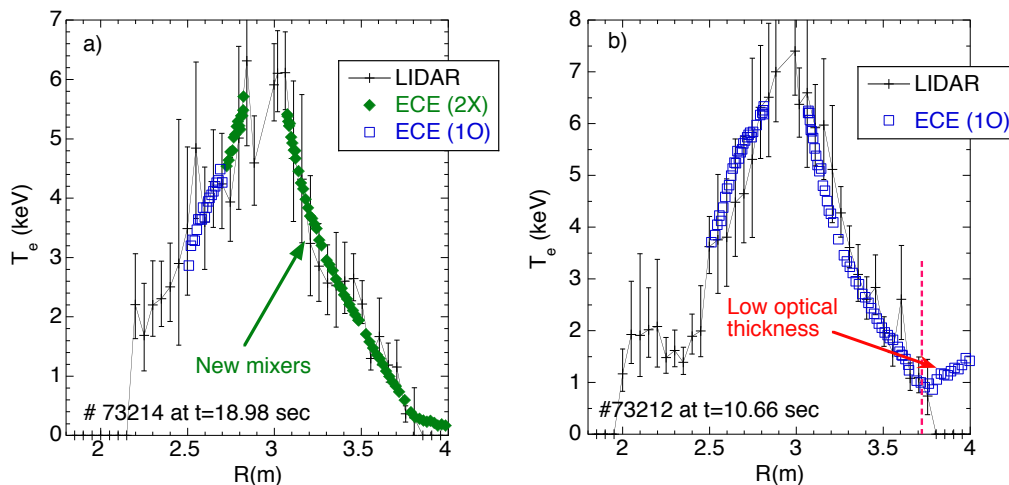 a)
LIDAR
ECE (2X)
ECE (1O)
New mixers
# 73214 at t=18.98 sec
T_e (keV)
0
1
2
3
4
5
6
7
2
2.5
3
3.5
4
R(m)
b)
LIDAR
ECE (1O)
Low optical
thickness
#73212 at t=10.66 sec
T_e (keV)
0
1
2
3
4
5
6
7
8
2
2.5
3
3.5
4
R(m)